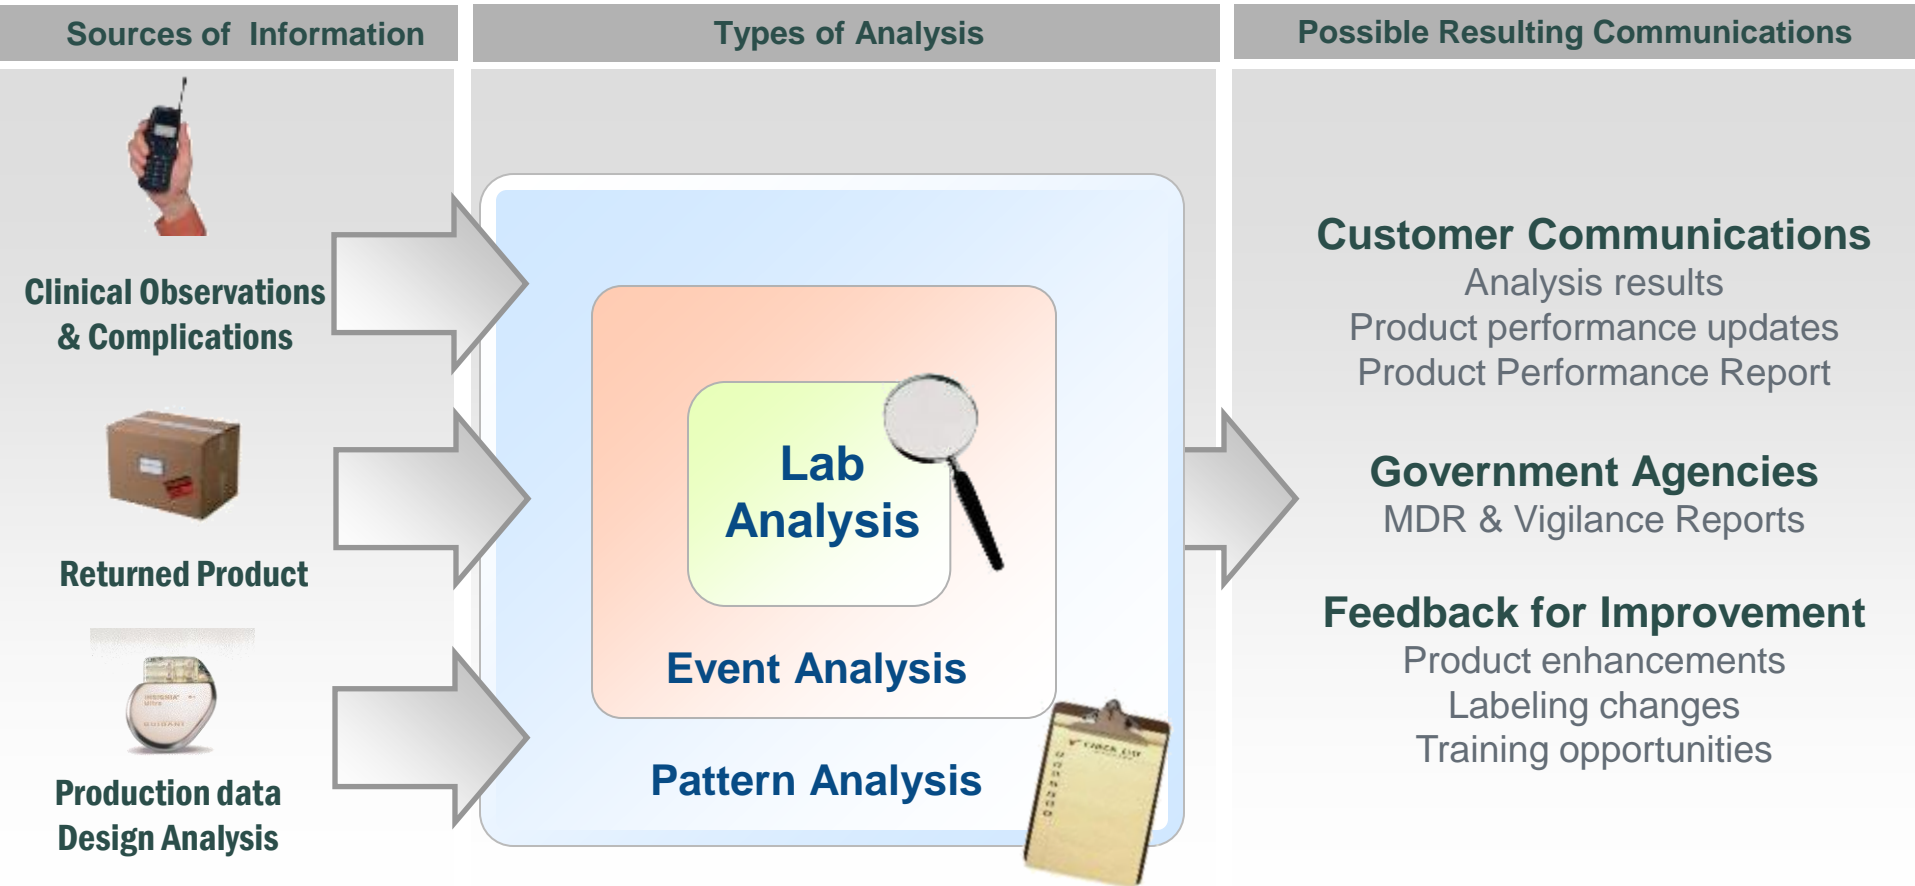 Sources of Information
Types of Analysis
Possible Resulting Communications
Clinical Observations
& Complications
Returned Product
Production data
Design Analysis
Lab
Analysis
Event Analysis
Pattern Analysis
CHECK LIST
Customer Communications
Analysis results
Product performance updates
Product Performance Report
Government Agencies
MDR & Vigilance Reports
Feedback for Improvement
Product enhancements
Labeling changes
Training opportunities